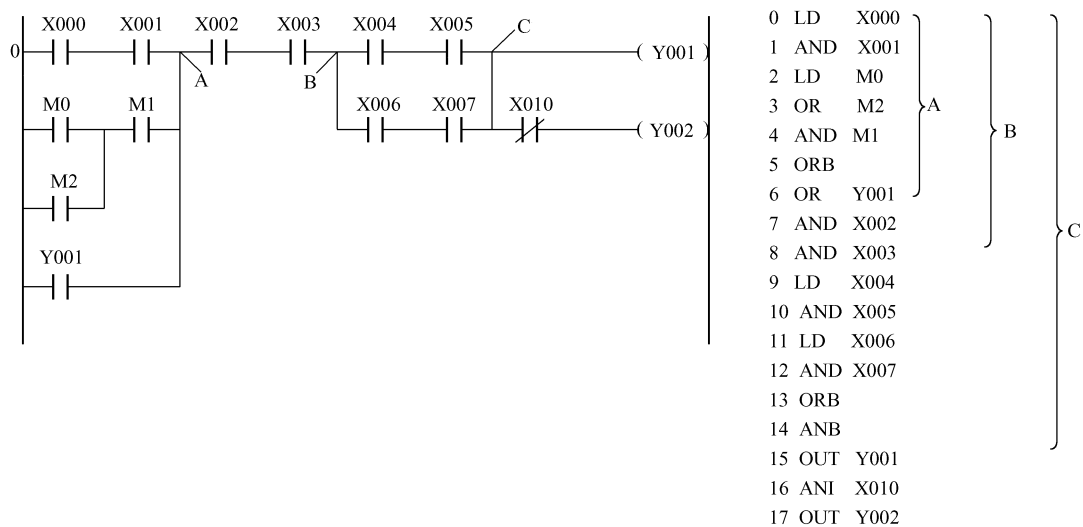 X000 X001 X002 X003 X004 X005 C
0 ( Y001 )
A B
M0 M1 X006 X007 X010
( Y002 )
M2
Y001
0 LD X000
1 AND X001
2 LD M0
3 OR M2
4 AND M1
5 ORB
6 OR Y001
7 AND X002
8 AND X003
9 LD X004
10 AND X005
11 LD X006
12 AND X007
13 ORB
14 ANB
15 OUT Y001
16 ANI X010
17 OUT Y002
A
B
C